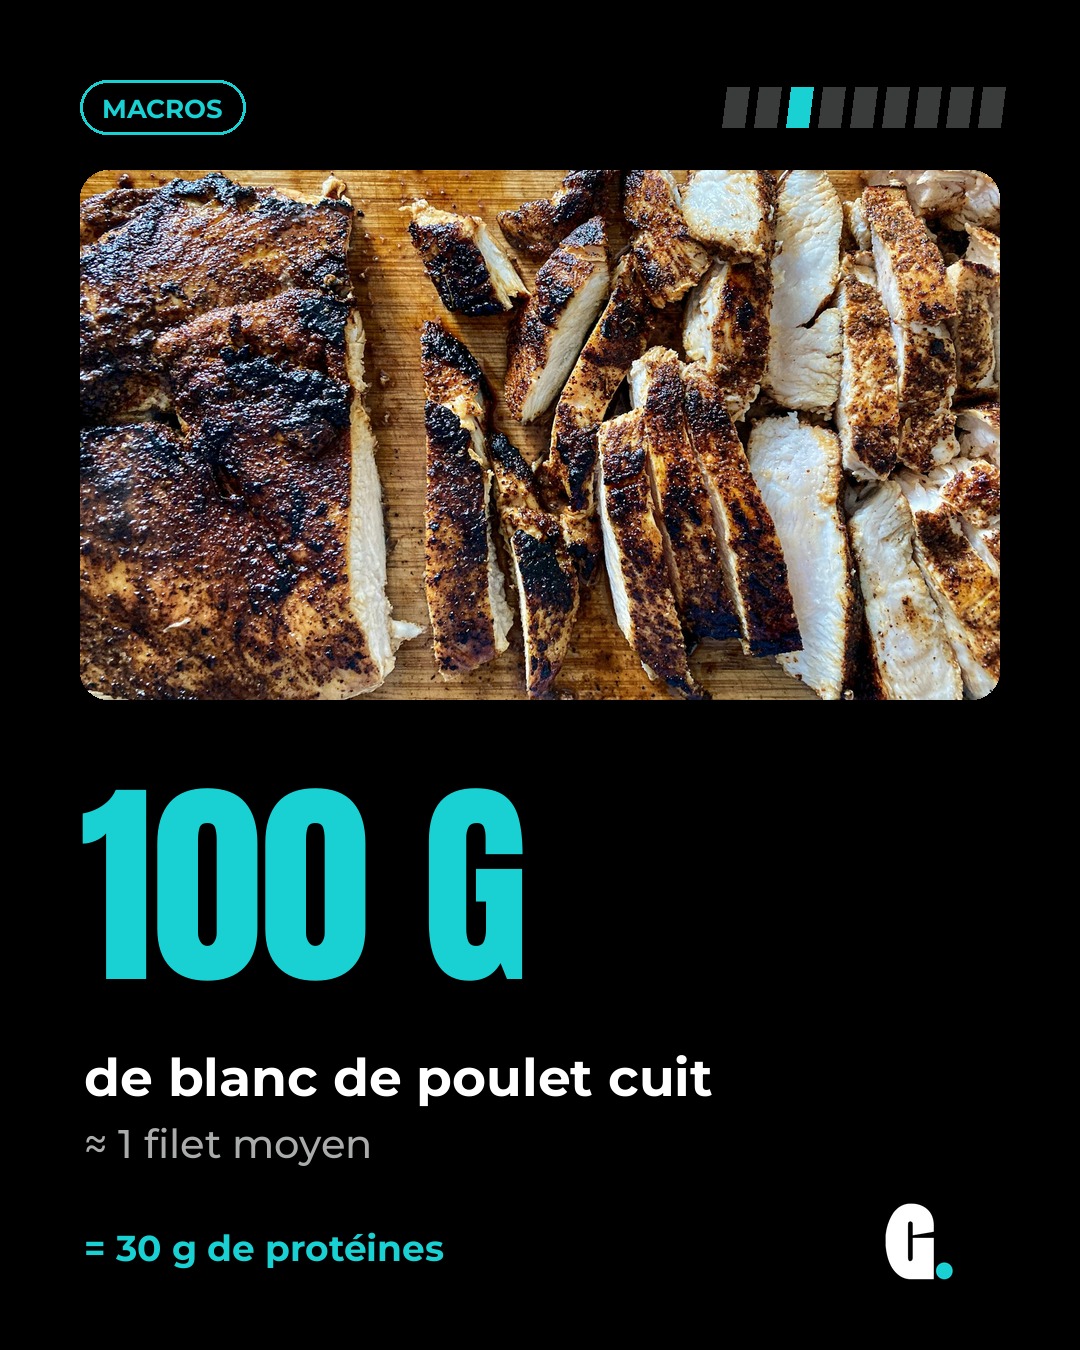 MACROS
100 G
de blanc de poulet cuit
≈ 1 filet moyen
= 30 g de protéines
G.